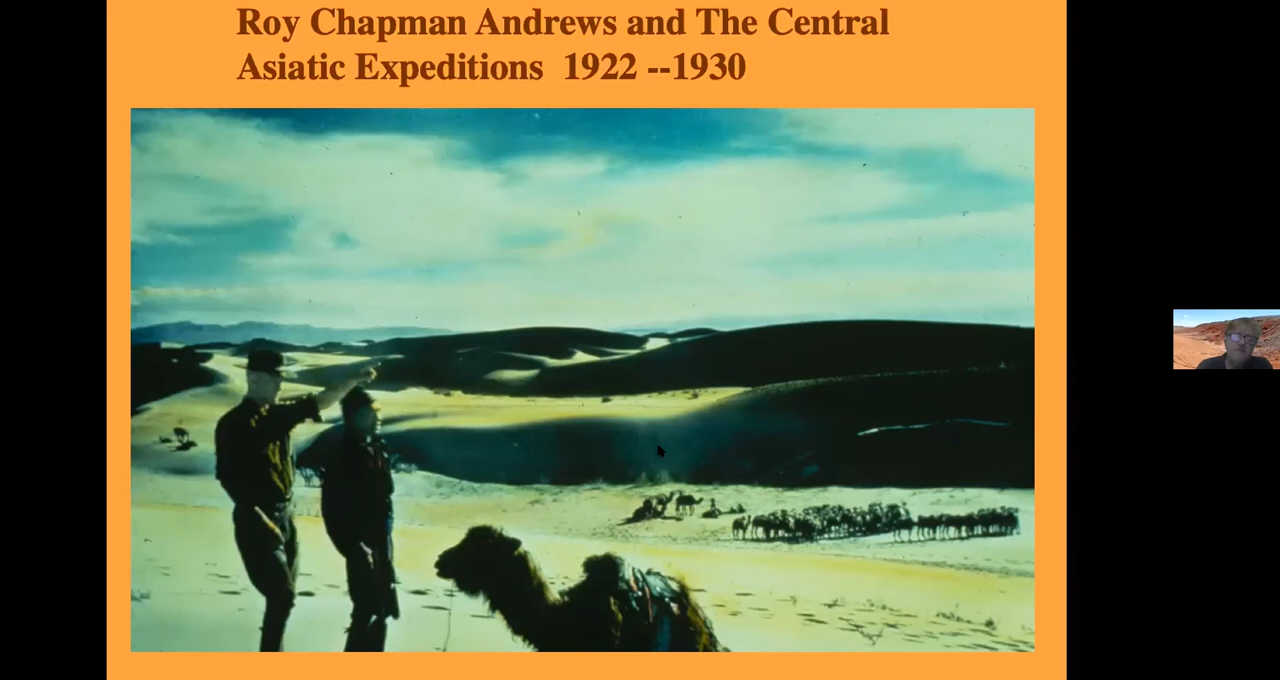 Roy Chapman Andrews and The Central
Asiatic Expeditions  1922 --1930